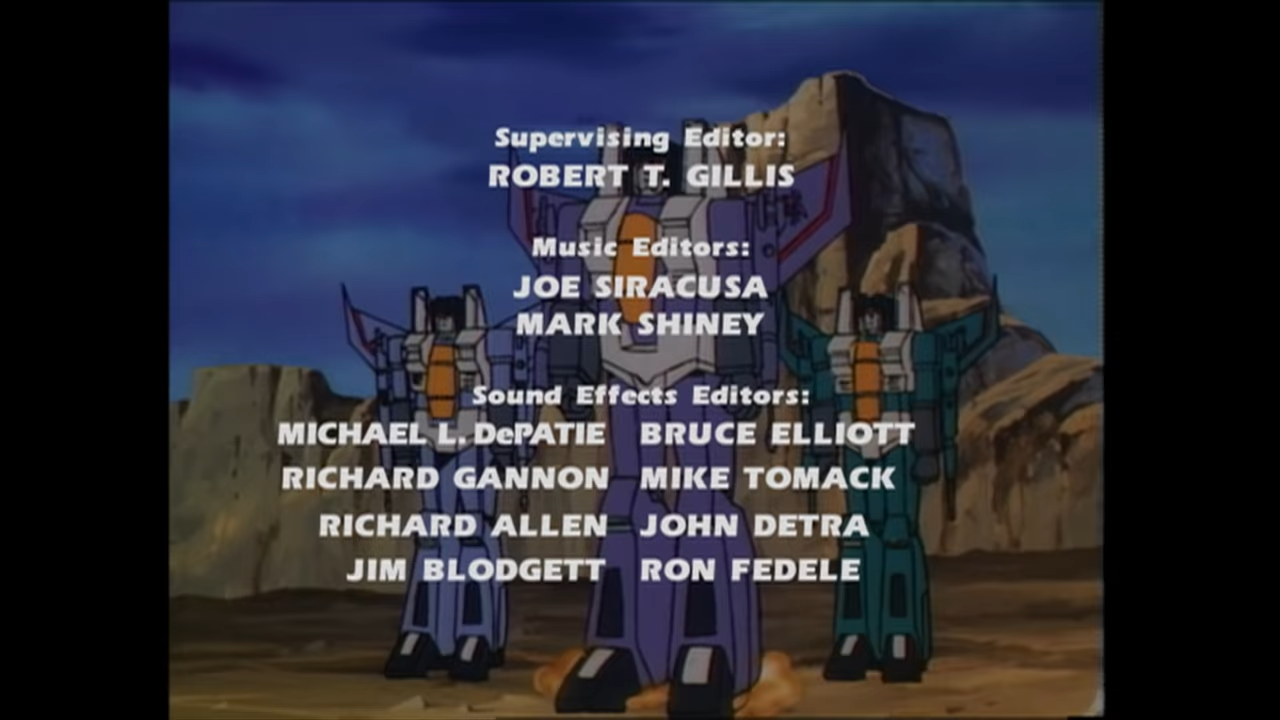 Supervising Editor:
ROBERT T. GILLIS
Music Editors:
JOE SIRACUSA
MARK SHINEY
Sound Effects Editors:
MICHAEL L. DePATIE BRUCE ELLIOTT
RICHARD GANNON MIKE TOMACK
RICHARD ALLEN JOHN DETRA
JIM BLODGETT RON FEDELE